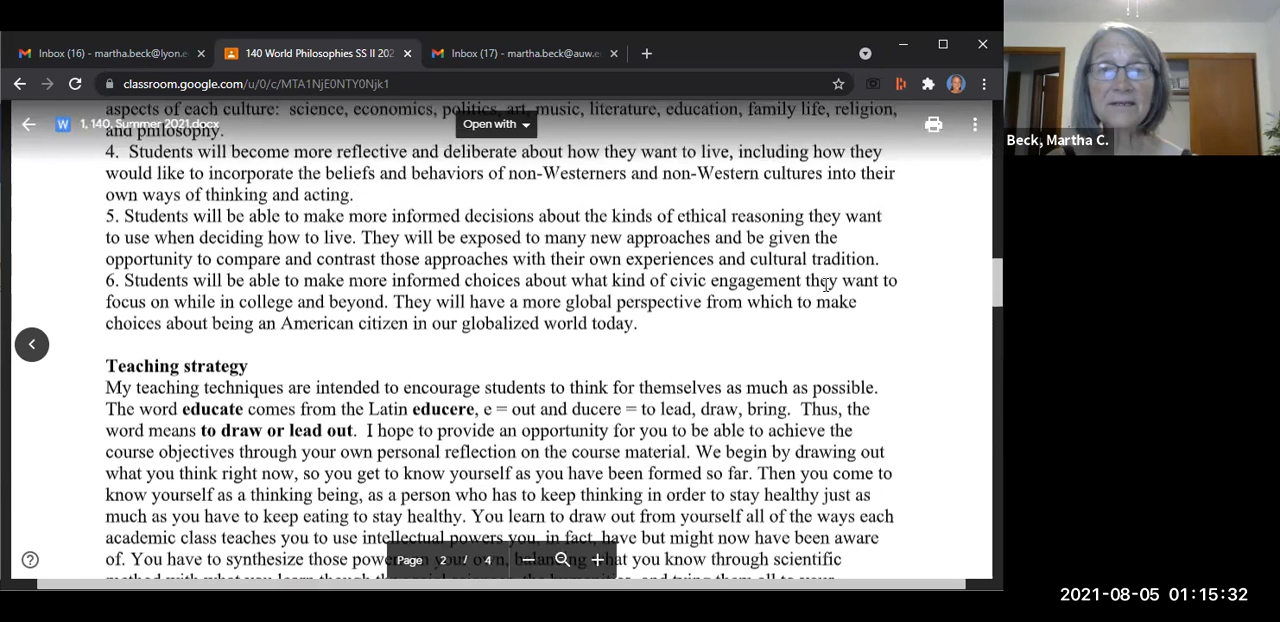 Inbox (16) - martha.beck@lyon.e
140 World Philosophies SS II 202
Inbox (17) - martha.beck@auw.e
classroom.google.com/u/0/c/MTA1NjE0NTY0Njk1
Beck, Martha C.
aspects of each culture: science, economics, politics, art, music, literature, education, family life, religion,
and philosophy.
W 1, 140, Summer 2021.docx
Open with
4. Students will become more reflective and deliberate about how they want to live, including how they
would like to incorporate the beliefs and behaviors of non-Westerners and non-Western cultures into their
own ways of thinking and acting.
5. Students will be able to make more informed decisions about the kinds of ethical reasoning they want
to use when deciding how to live. They will be exposed to many new approaches and be given the
opportunity to compare and contrast those approaches with their own experiences and cultural tradition.
6. Students will be able to make more informed choices about what kind of civic engagement they want to
focus on while in college and beyond. They will have a more global perspective from which to make
choices about being an American citizen in our globalized world today.
Teaching strategy
My teaching techniques are intended to encourage students to think for themselves as much as possible.
The word educate comes from the Latin educere, e = out and ducere = to lead, draw, bring. Thus, the
word means to draw or lead out. I hope to provide an opportunity for you to be able to achieve the
course objectives through your own personal reflection on the course material. We begin by drawing out
what you think right now, so you get to know yourself as you have been formed so far. Then you come to
know yourself as a thinking being, as a person who has to keep thinking in order to stay healthy just as
much as you have to keep eating to stay healthy. You learn to draw out from yourself all of the ways each
academic class teaches you to use intellectual powers you, in fact, have but might now have been aware
of. You have to synthesize those powers on your own, balancing what you know through scientific
Page 2 / 4
2021-08-05 01:15:32